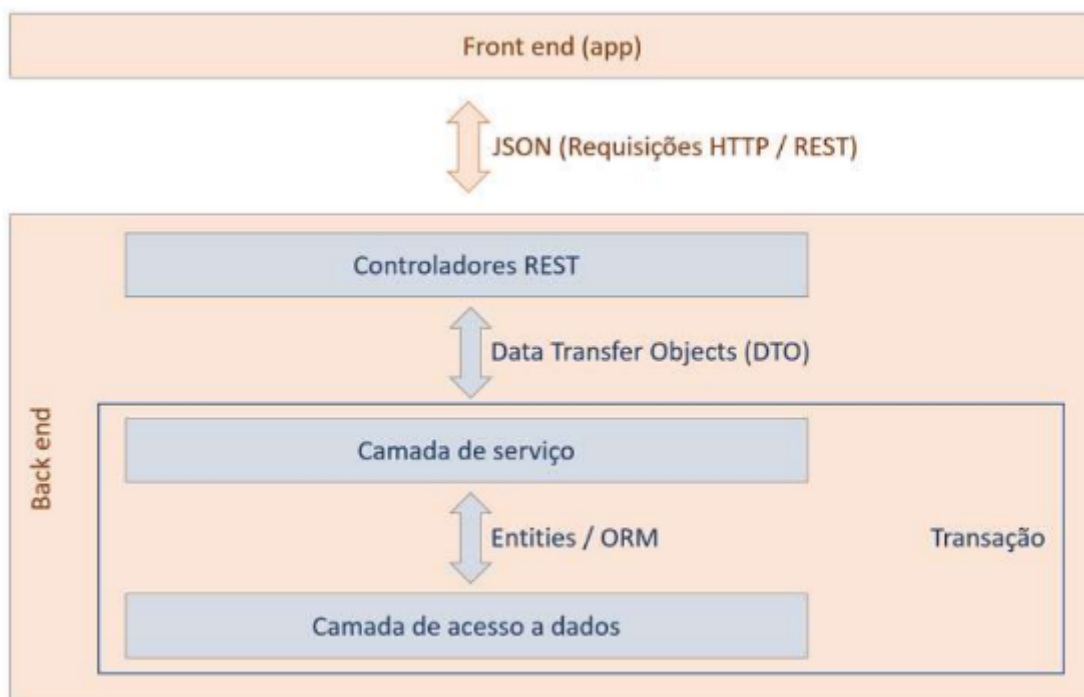 Front end (app)
JSON (Requisições HTTP / REST)
Controladores REST
Data Transfer Objects (DTO)
Back end
Camada de serviço
Entities / ORM
Transação
Camada de acesso a dados